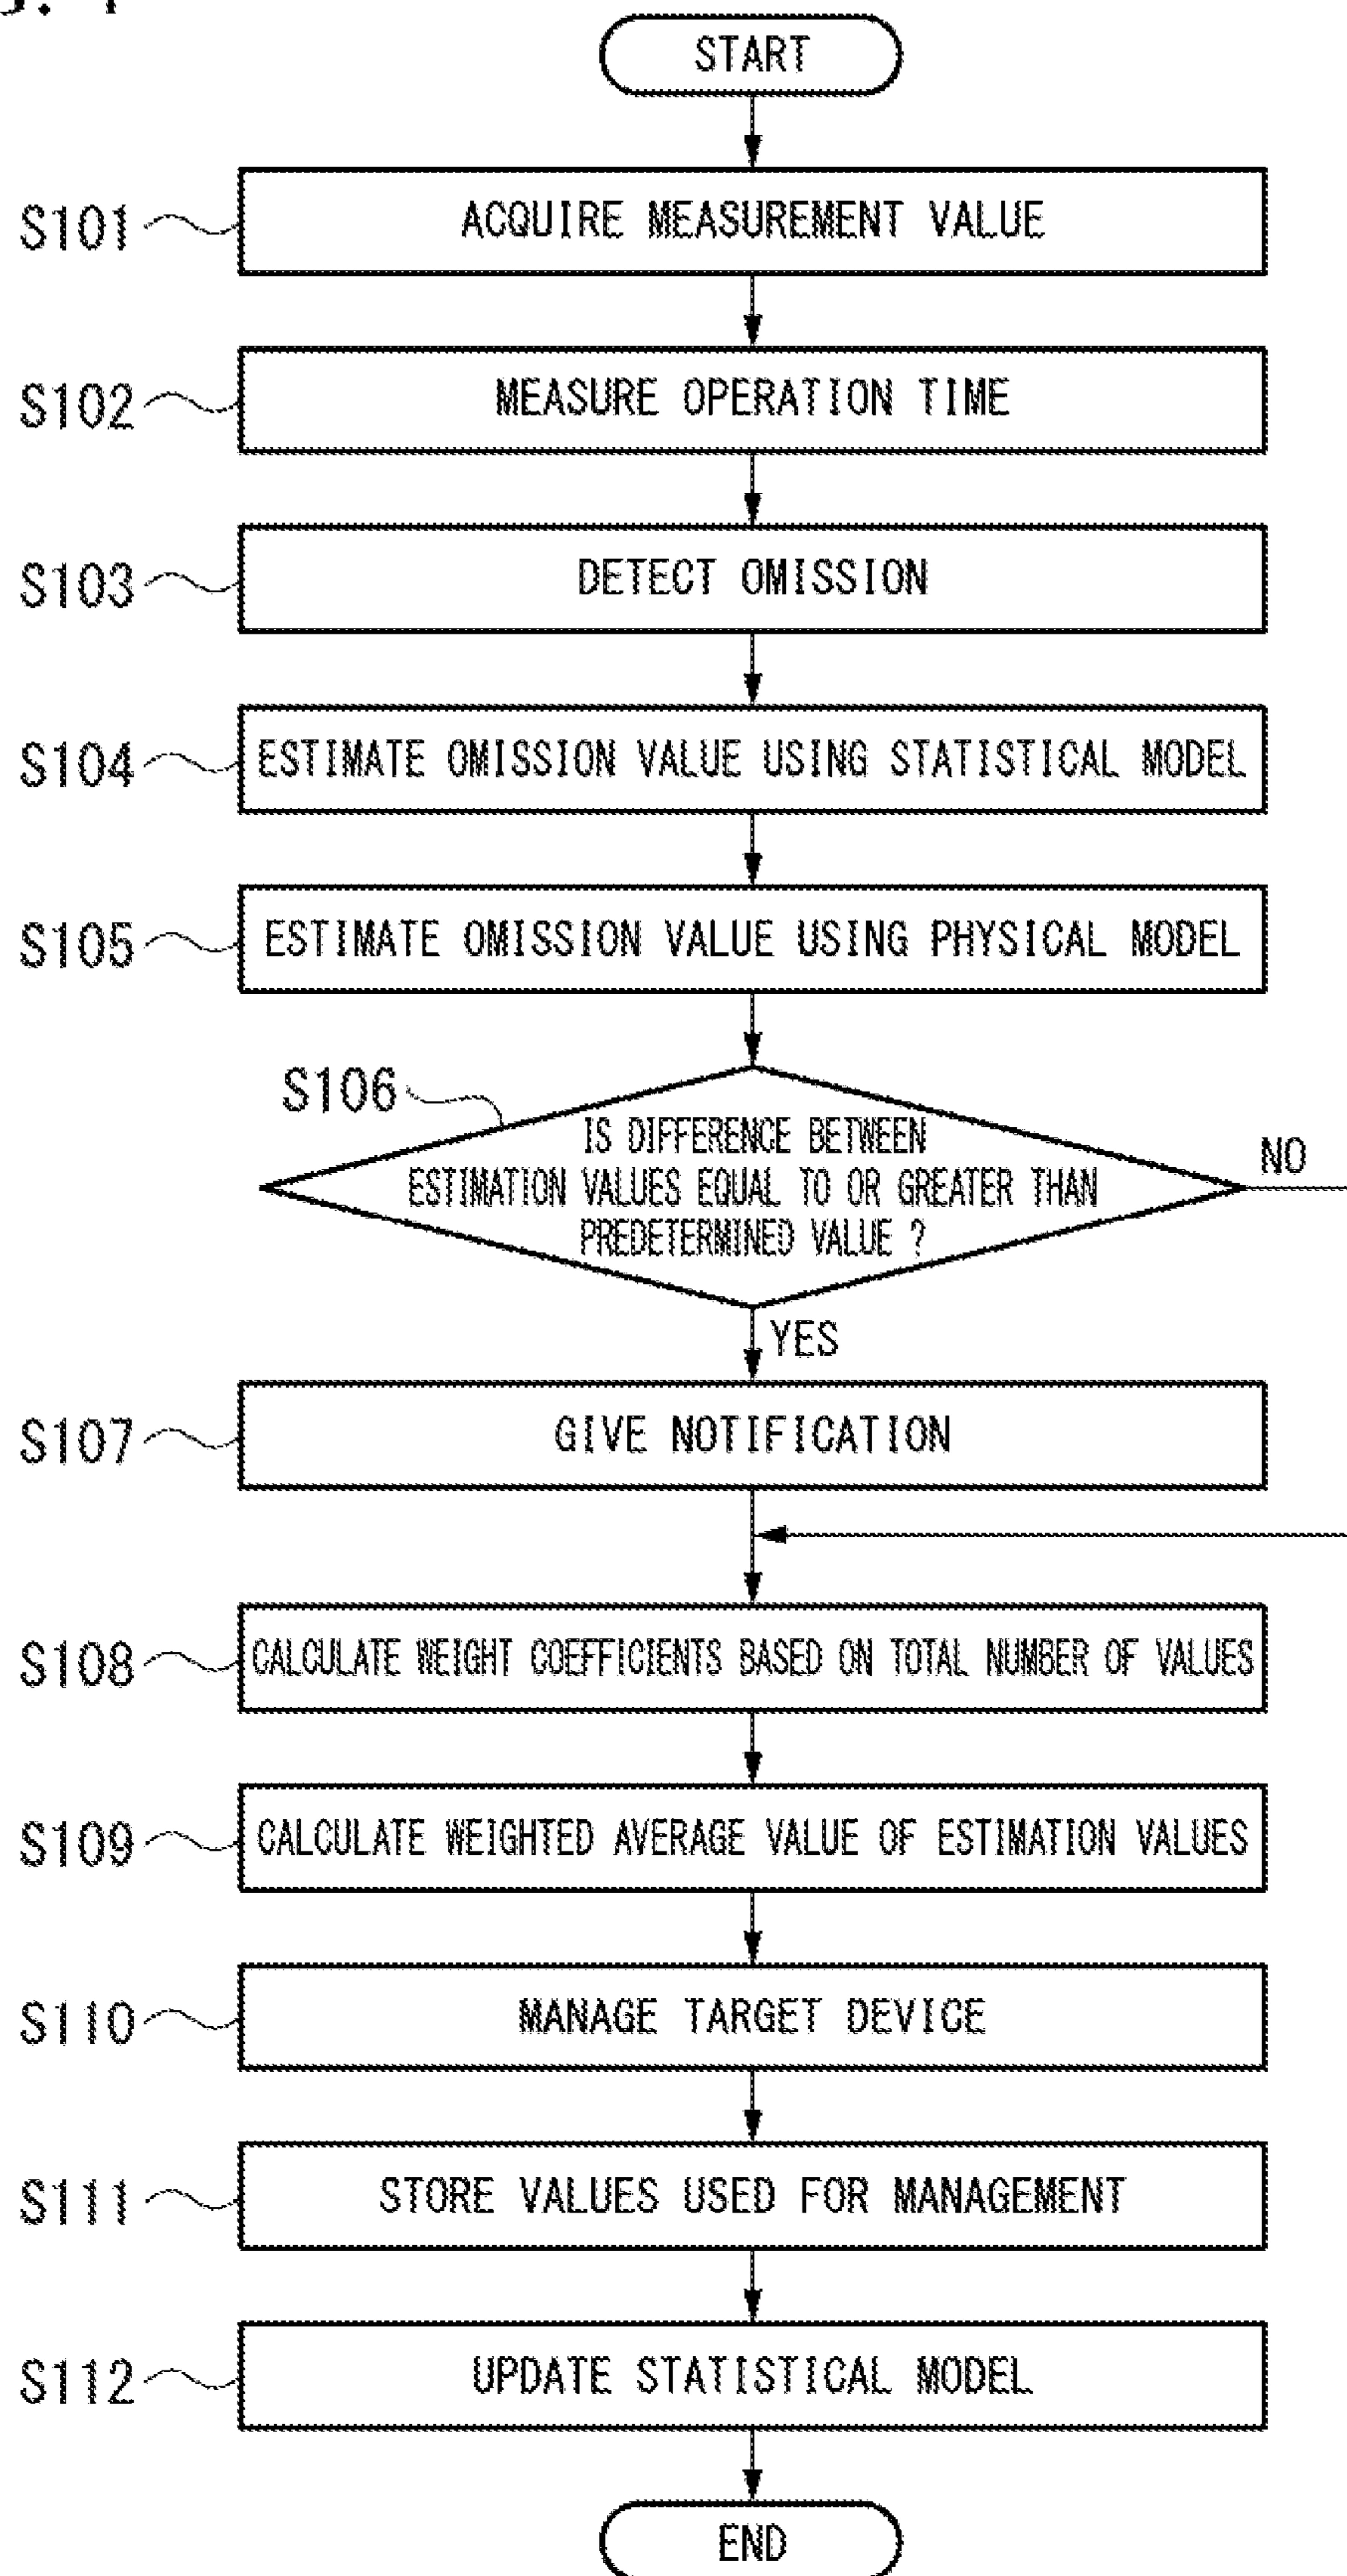 START
S101
ACQUIRE MEASUREMENT VALUE
S102
MEASURE OPERATION TIME
S103
DETECT OMISSION
S104
ESTIMATE OMISSION VALUE USING STATISTICAL MODEL
S105
ESTIMATE OMISSION VALUE USING PHYSICAL MODEL
S106
IS DIFFERENCE BETWEEN
ESTIMATION VALUES EQUAL TO OR GREATER THAN
PREDETERMINED VALUE ?
NO
YES
S107
GIVE NOTIFICATION
S108
CALCULATE WEIGHT COEFFICIENTS BASED ON TOTAL NUMBER OF VALUES
S109
CALCULATE WEIGHTED AVERAGE VALUE OF ESTIMATION VALUES
S110
MANAGE TARGET DEVICE
S111
STORE VALUES USED FOR MANAGEMENT
S112
UPDATE STATISTICAL MODEL
END